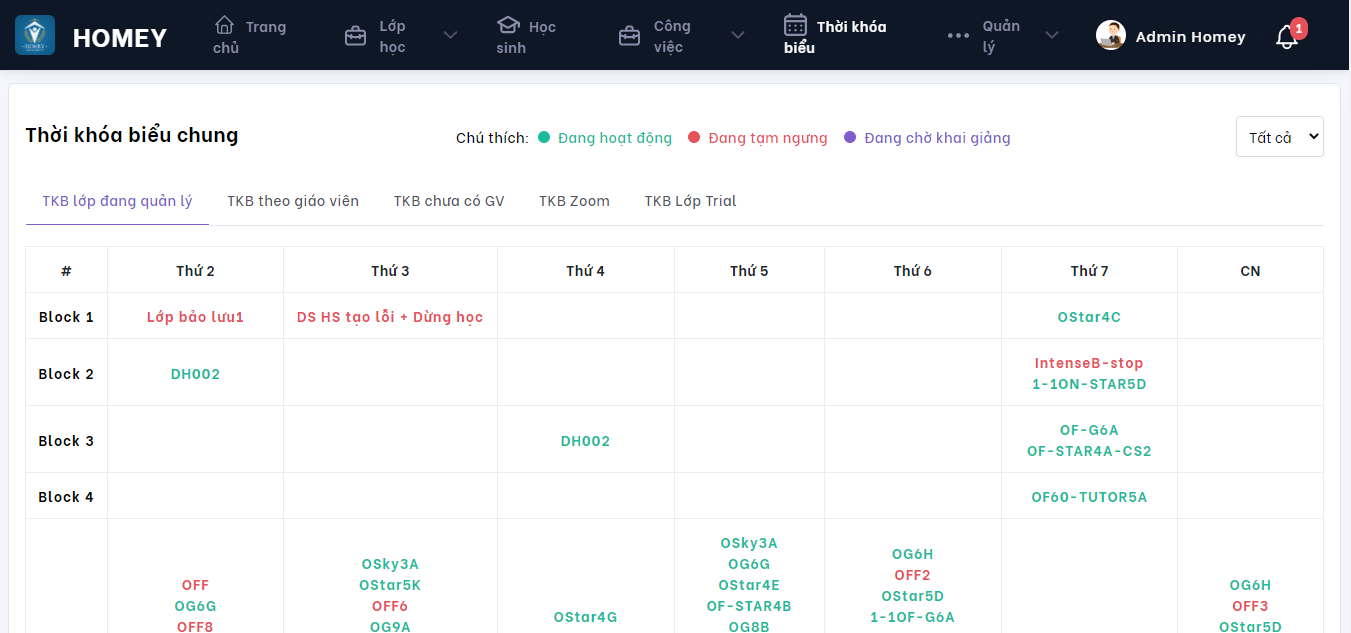 HOMEY
Trang chủ
Lớp học
Học sinh
Công việc
Thời khóa biểu
Quản lý
Admin Homey
1
Thời khóa biểu chung
Chú thích: Đang hoạt động Đang tạm ngưng Đang chờ khai giảng
Tất cả
TKB lớp đang quản lý TKB theo giáo viên TKB chưa có GV TKB Zoom TKB Lớp Trial
# Thứ 2 Thứ 3 Thứ 4 Thứ 5 Thứ 6 Thứ 7 CN
Block 1 Lớp bảo lưu1 DS HS tạo lỗi + Dừng học OStar4C
Block 2 DH002 IntenseB-stop
1-1ON-STAR5D
Block 3 DH002 OF-G6A
OF-STAR4A-CS2
Block 4 OF60-TUTOR5A
OFF
OG6G
OFF8
OSky3A
OStar5K
OFF6
OG9A
OStar4G
OSky3A
OG6G
OStar4E
OF-STAR4B
OG8B
OG6H
OFF2
OStar5D
1-1OF-G6A
OG6H
OFF3
OStar5D